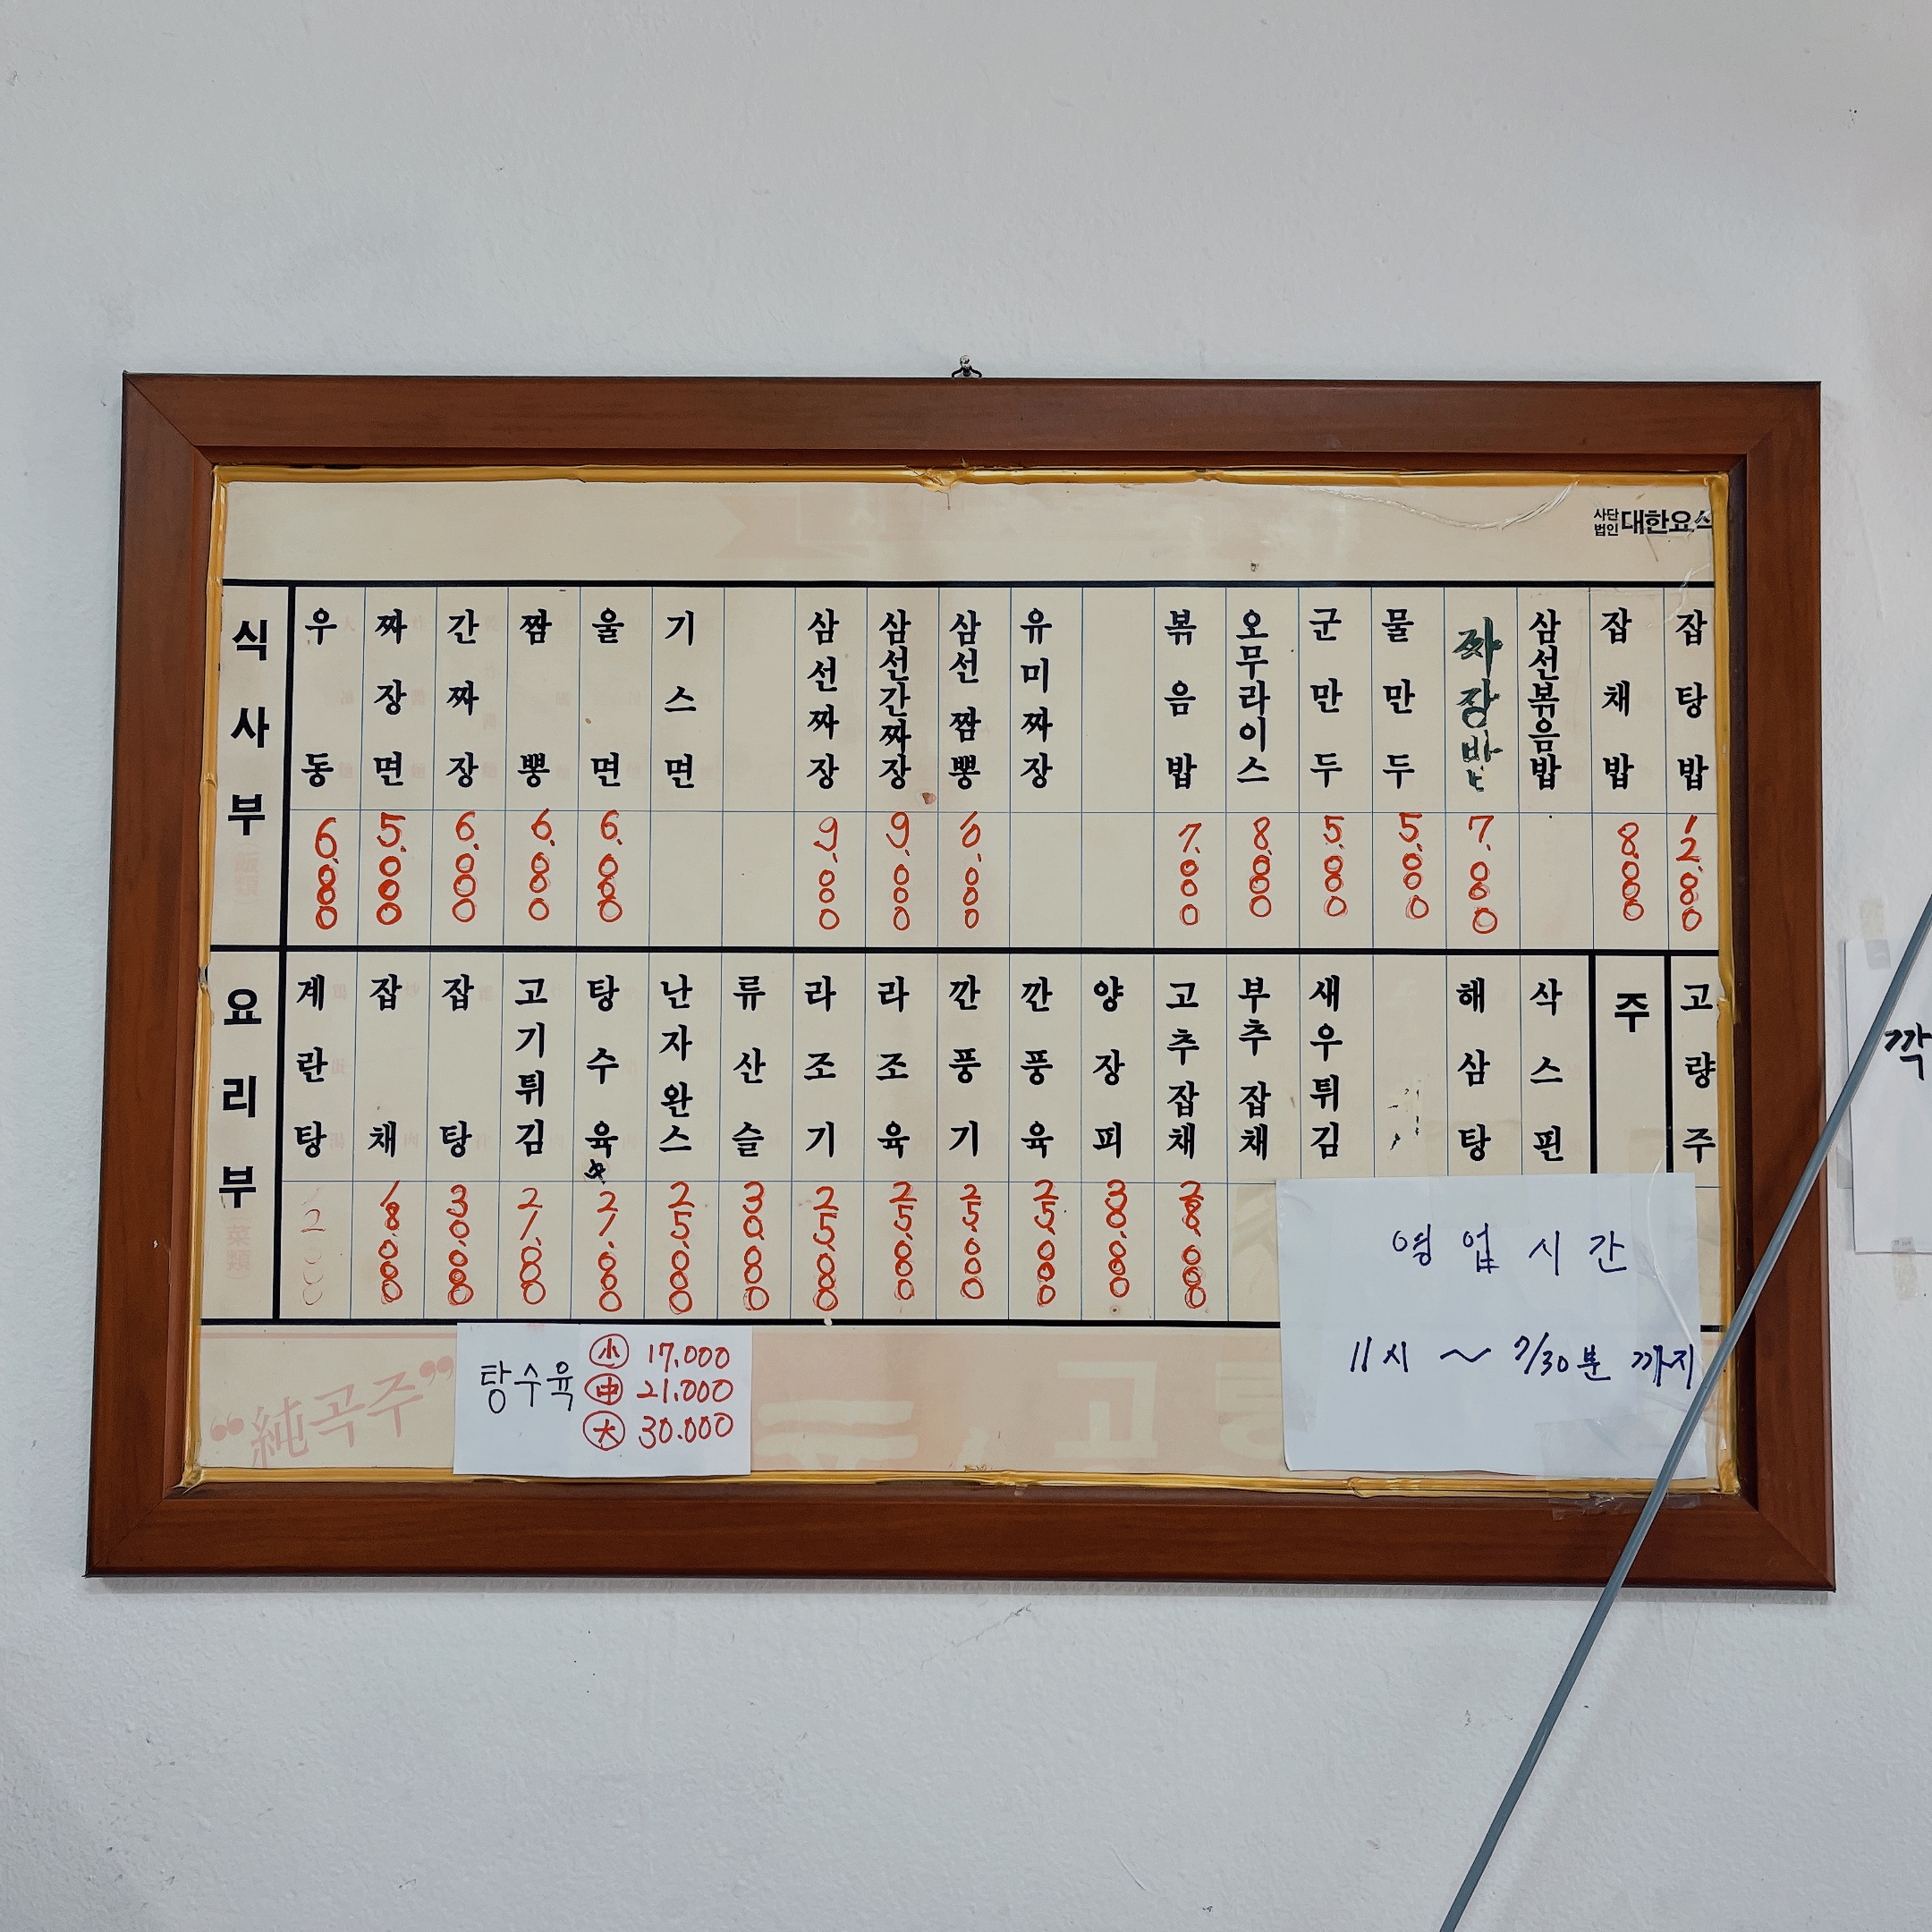 사단법인 대한요식
식사부
우동 6.000
짜장면 5.000
간짜장 6.000
짬뽕 6.000
울면 6.000
기스면
삼선짜장 9.000
삼선간짜장 9.000
삼선짬뽕
유미짜장
볶음밥 7.000
오무라이스 8.000
군만두 5.000
물만두 5.000
짜장밥 7.000
삼선볶음밥
잡채밥 8.000
잡탕밥
요리부
계란탕
잡채 18.000
잡탕 30.000
고기튀김 21.000
탕수육 中 21.000
난자완스 25.000
류산슬 30.000
라조기 25.000
라조육 25.000
깐풍기 25.000
깐풍육 25.000
양장피 30.000
고추잡채
부추잡채
새우튀김
해삼탕
삭스핀
주
고량주
탕수육
小 17.000
中 21.000
大 30.000
영업시간
11시 ~ 7/30분 까지
“純곡주”
깍